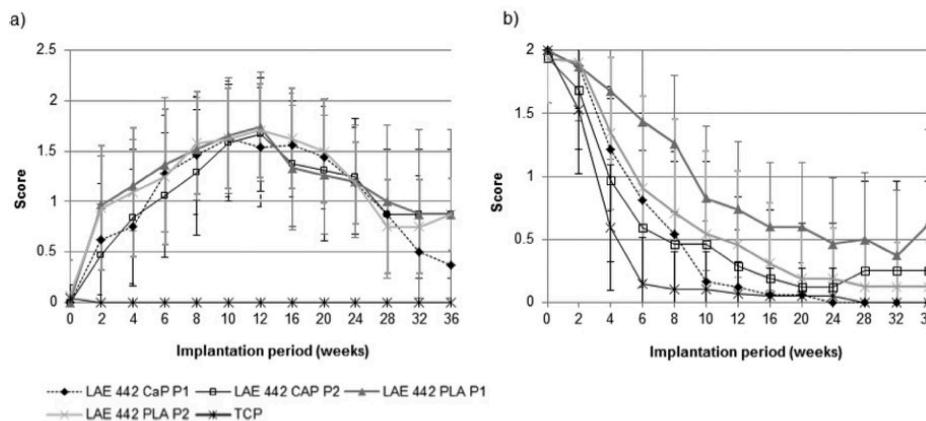 a)
2.5
2
1.5
1
0.5
0
Score
0 2 4 6 8 10 12 16 20 24 28 32 36
Implantation period (weeks)
b)
2
1.5
1
0.5
0
Score
0 2 4 6 8 10 12 16 20 24 28 32
Implantation period (weeks)
LAE 442 CaP P1 LAE 442 CAP P2 LAE 442 PLA P1
LAE 442 PLA P2 TCP